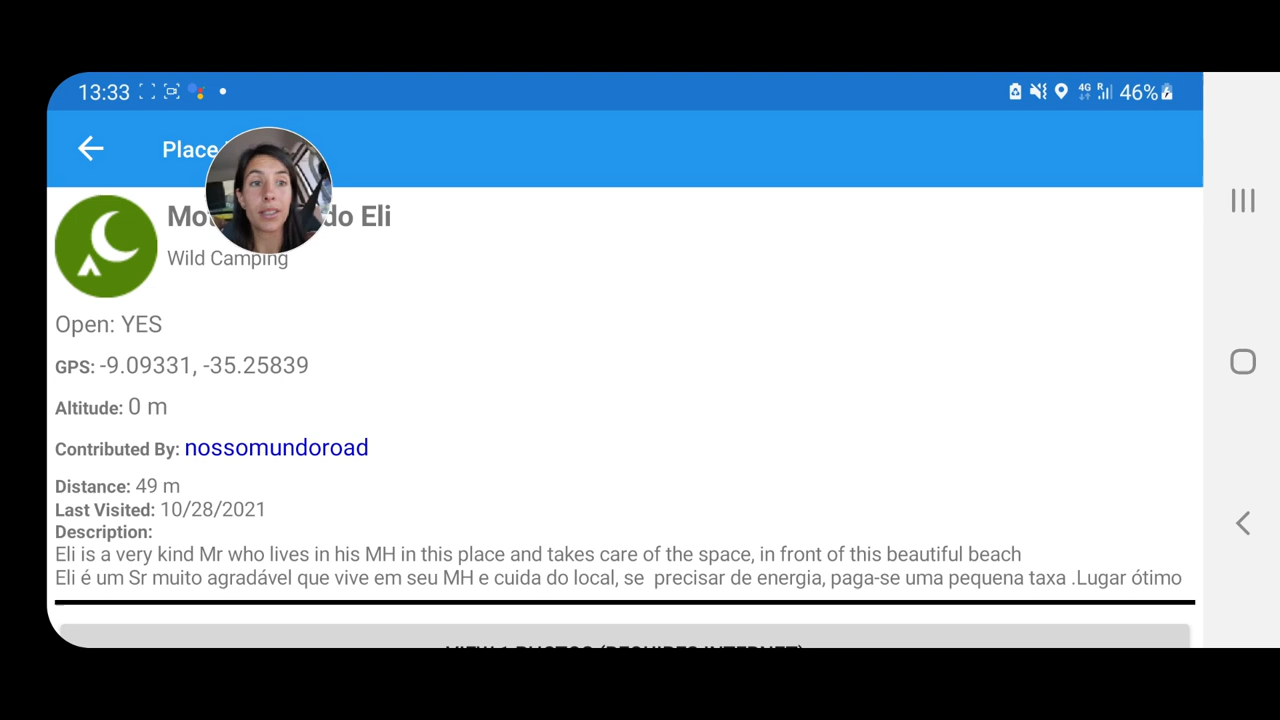 13:33 4G R 46%
Place
do Eli
Wild Camping
Open: YES
GPS: -9.09331, -35.25839
Altitude: 0 m
Contributed By: nossomundoroad
Distance: 49 m
Last Visited: 10/28/2021
Description:
Eli is a very kind Mr who lives in his MH in this place and takes care of the space, in front of this beautiful beach
Eli é um Sr muito agradável que vive em seu MH e cuida do local, se  precisar de energia, paga-se uma pequena taxa .Lugar ótimo